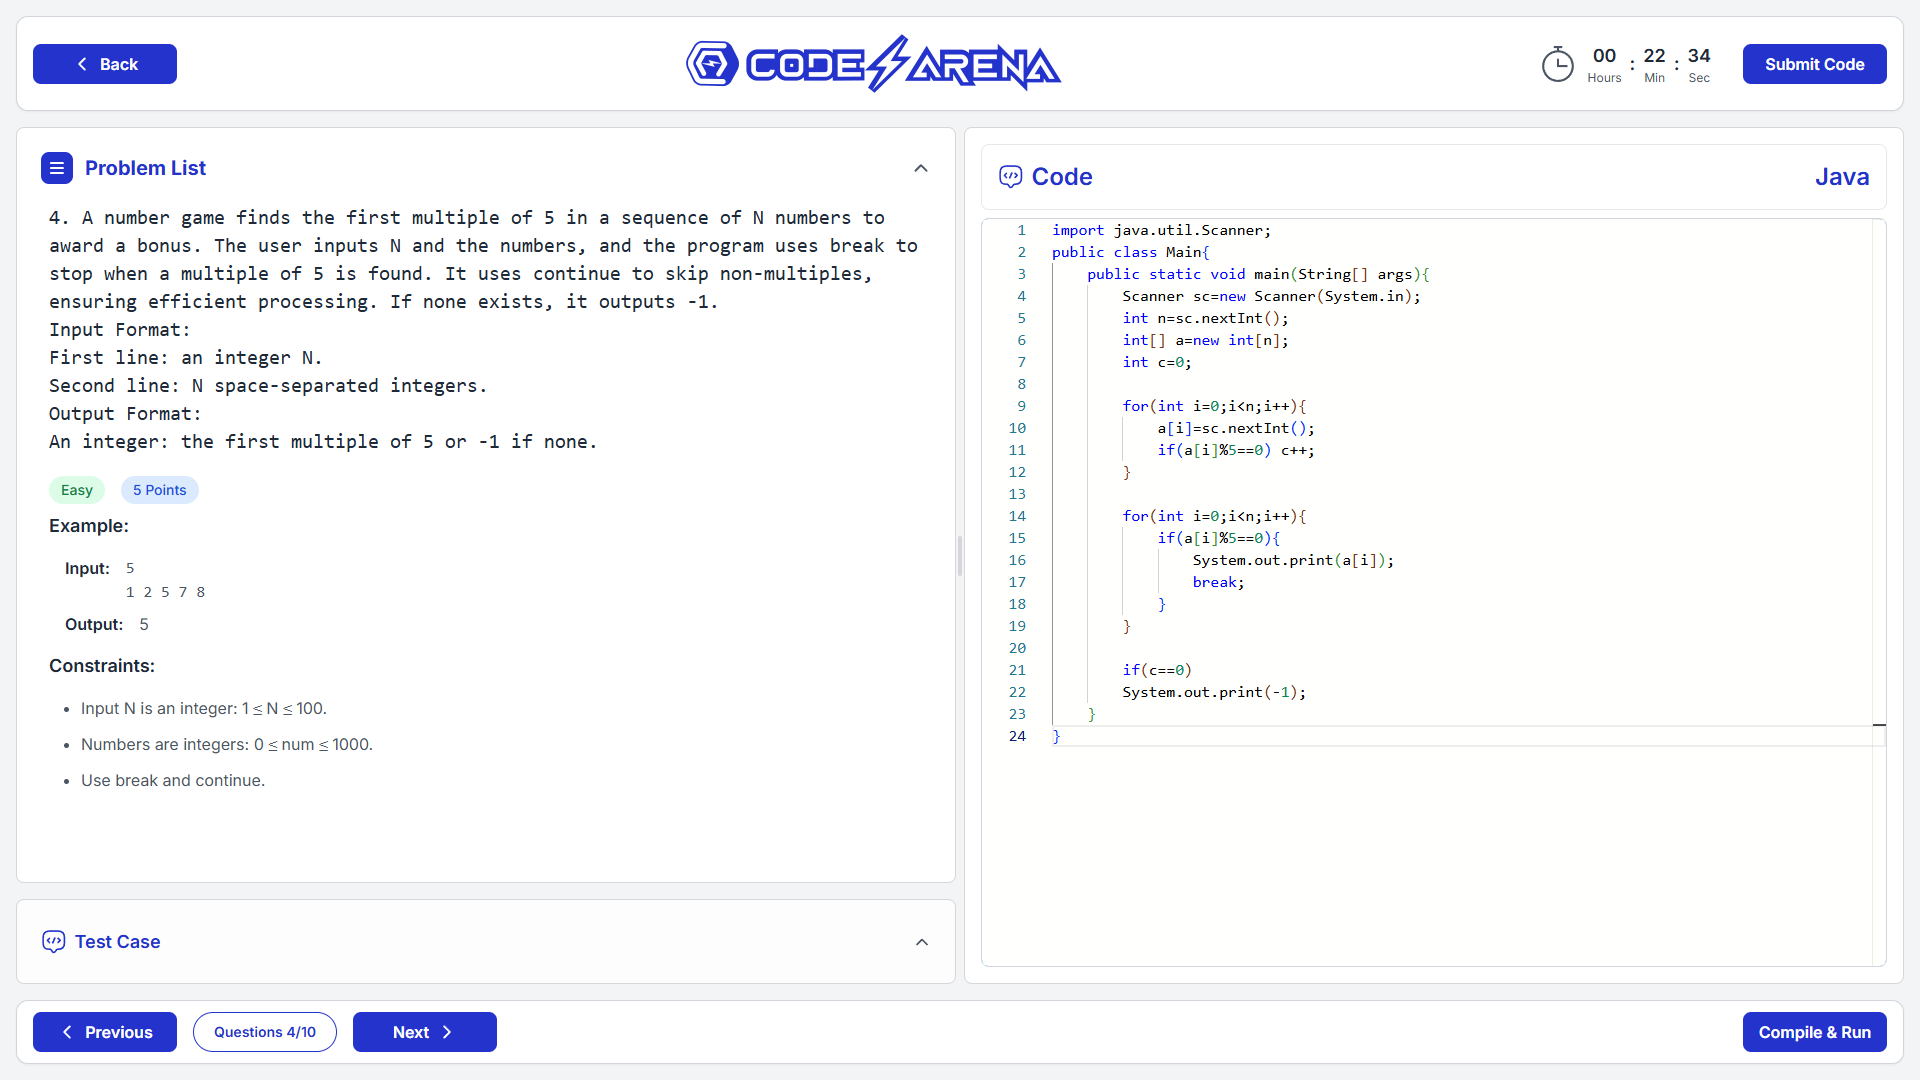 Back
CODE ARENA
00 : 22 : 34
Hours Min Sec
Submit Code
Problem List
4. A number game finds the first multiple of 5 in a sequence of N numbers to
award a bonus. The user inputs N and the numbers, and the program uses break to
stop when a multiple of 5 is found. It uses continue to skip non-multiples,
ensuring efficient processing. If none exists, it outputs -1.
Input Format:
First line: an integer N.
Second line: N space-separated integers.
Output Format:
An integer: the first multiple of 5 or -1 if none.
Easy 5 Points
Example:
Input: 5
1 2 5 7 8
Output: 5
Constraints:
• Input N is an integer: 1 ≤ N ≤ 100.
• Numbers are integers: 0 ≤ num ≤ 1000.
• Use break and continue.
Test Case
Code
Java
1 import java.util.Scanner;
2 public class Main{
3     public static void main(String[] args){
4         Scanner sc=new Scanner(System.in);
5         int n=sc.nextInt();
6         int[] a=new int[n];
7         int c=0;
8
9         for(int i=0;i<n;i++){
10             a[i]=sc.nextInt();
11             if(a[i]%5==0) c++;
12         }
13
14         for(int i=0;i<n;i++){
15             if(a[i]%5==0){
16                 System.out.print(a[i]);
17                 break;
18             }
19         }
20
21         if(c==0)
22         System.out.print(-1);
23     }
24 }
Previous
Questions 4/10
Next
Compile & Run